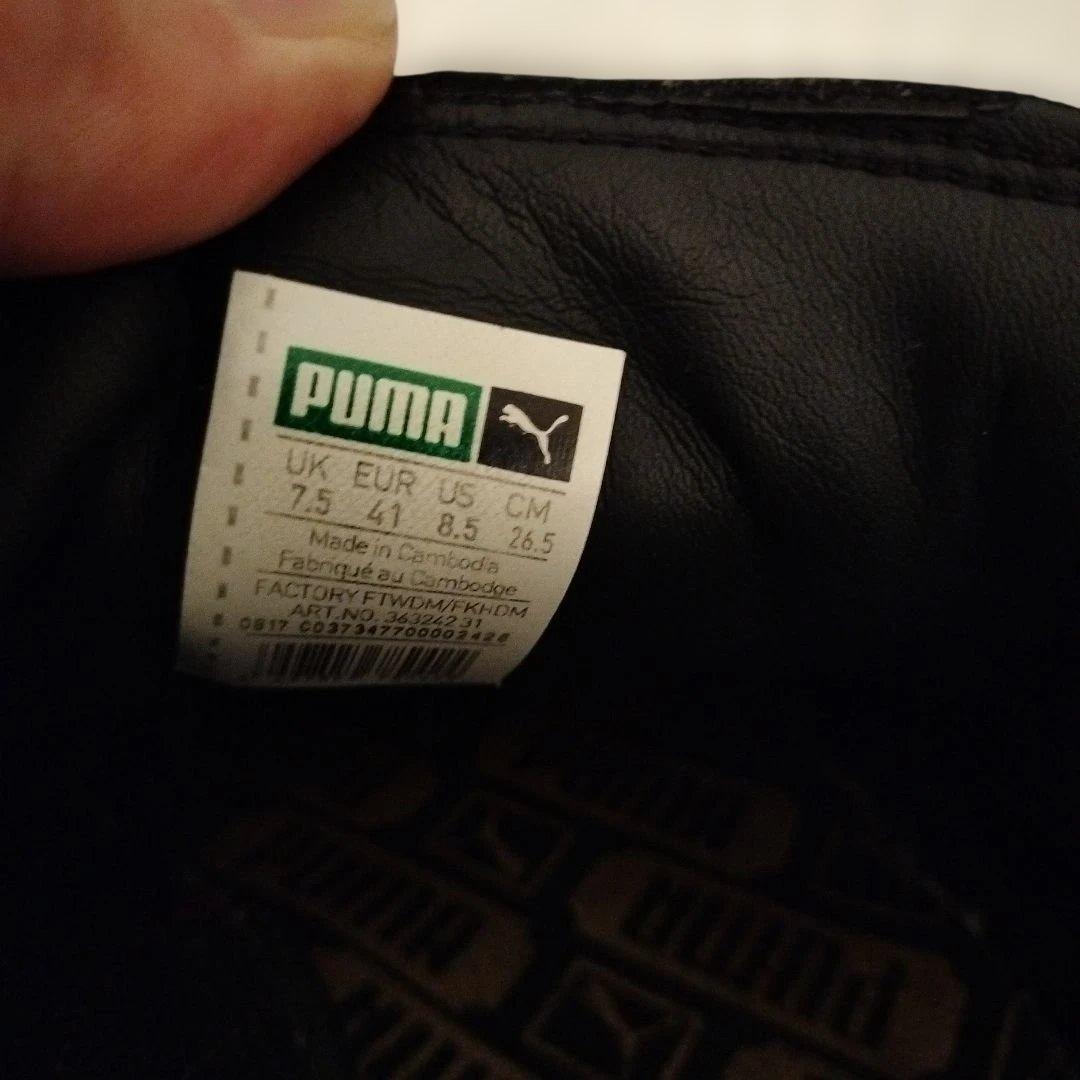 PUMA
UK EUR US CM
7.5 41 8.5 26.5
Made in Cambodia
Fabriqué au Cambodge
FACTORY FTWDM/FKHDM
ART.NO. 363242 31
0817 C037347700002426
PUMA
PUMA
PUMA